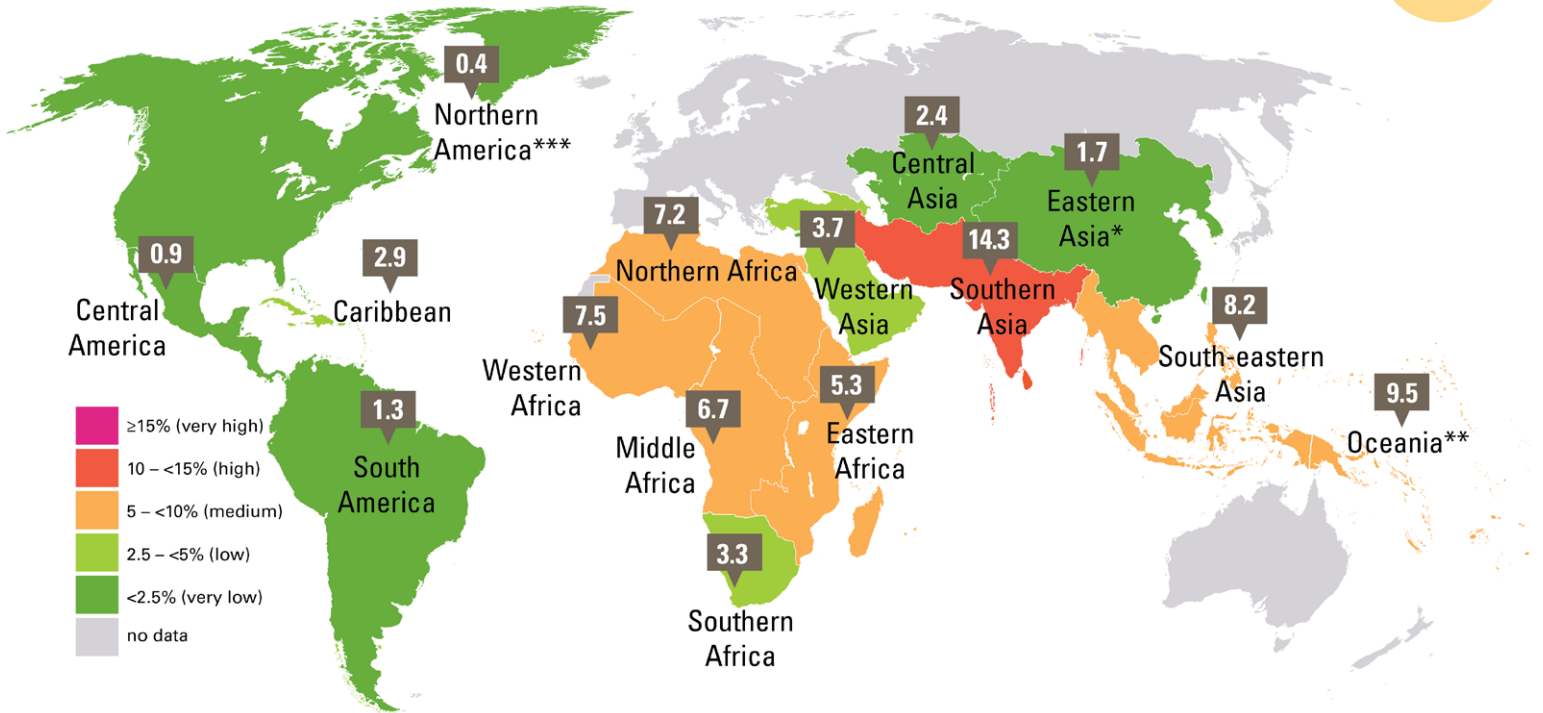 0.4
Northern
America***
0.9
Central
America
2.9
Caribbean
1.3
South
America
7.2
Northern Africa
7.5
Western
Africa
6.7
Middle
Africa
5.3
Eastern
Africa
3.3
Southern
Africa
3.7
Western
Asia
2.4
Central
Asia
1.7
Eastern
Asia*
14.3
Southern
Asia
8.2
South-eastern
Asia
9.5
Oceania**
≥15% (very high)
10 – <15% (high)
5 – <10% (medium)
2.5 – <5% (low)
<2.5% (very low)
no data